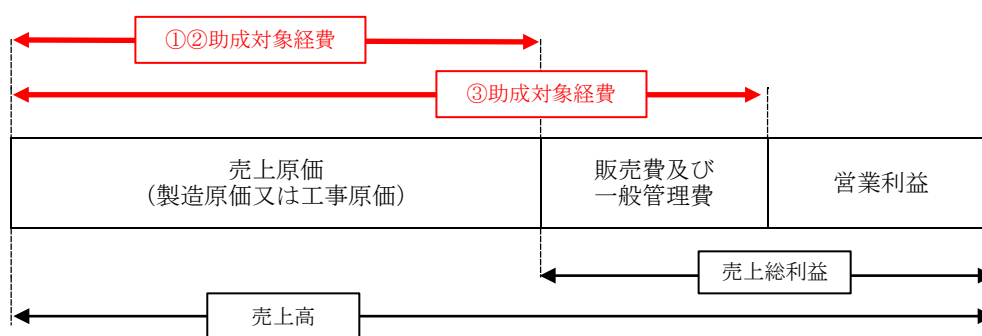 ①②助成対象経費
③助成対象経費
売上原価
（製造原価又は工事原価）
販売費及び
一般管理費
営業利益
売上総利益
売上高